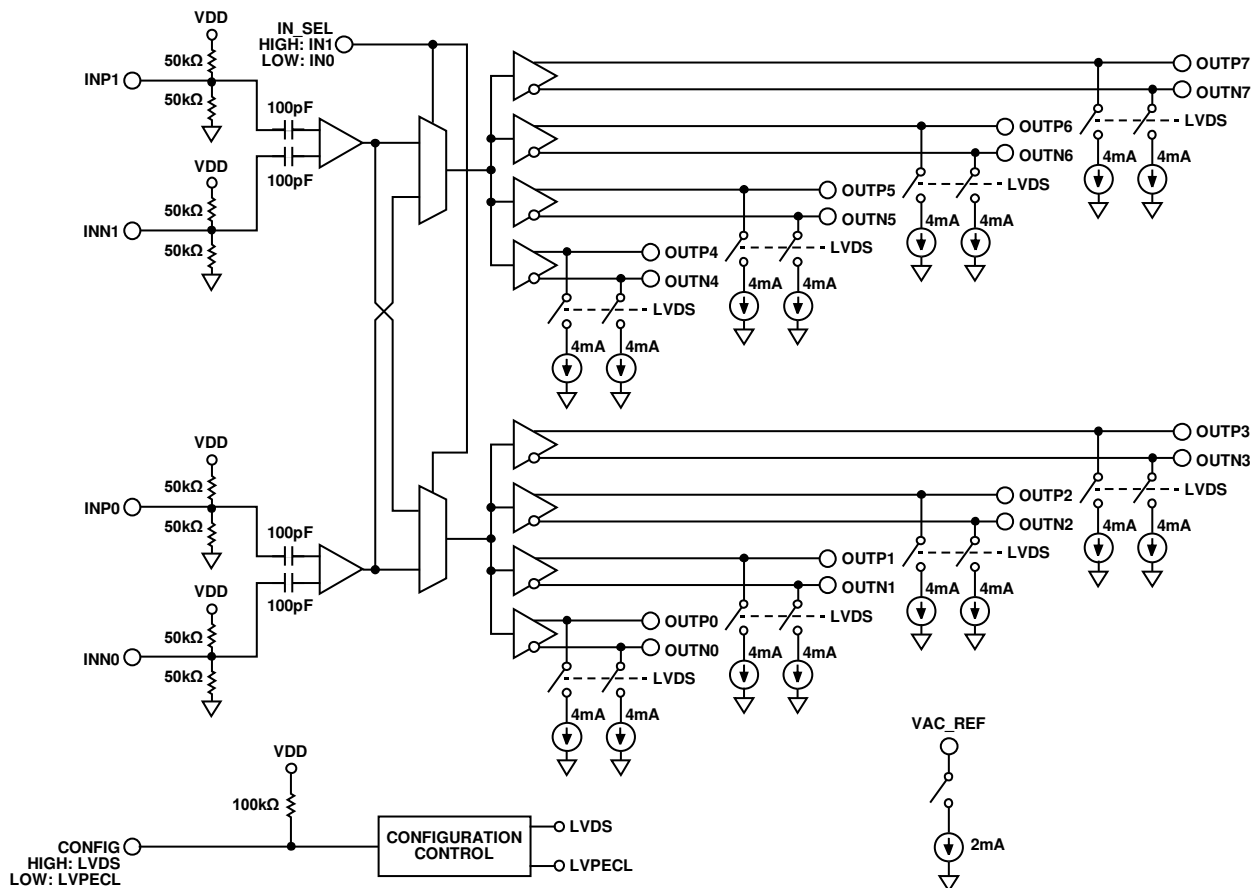 VDD
IN_SEL
HIGH: IN1
LOW: IN0
50kΩ
INP1
50kΩ
100pF
VDD
100pF
50kΩ
INN1
50kΩ
OUTP7
OUTN7
LVDS
4mA
4mA
OUTP6
OUTN6
LVDS
4mA
4mA
OUTP5
OUTN5
LVDS
4mA
4mA
OUTP4
OUTN4
LVDS
4mA
4mA
VDD
50kΩ
INP0
50kΩ
100pF
VDD
100pF
50kΩ
INN0
50kΩ
OUTP3
OUTN3
LVDS
4mA
4mA
OUTP2
OUTN2
LVDS
4mA
4mA
OUTP1
OUTN1
LVDS
4mA
4mA
OUTP0
OUTN0
LVDS
4mA
4mA
VDD
100kΩ
CONFIG
HIGH: LVDS
LOW: LVPECL
CONFIGURATION
CONTROL
LVDS
LVPECL
VAC_REF
2mA